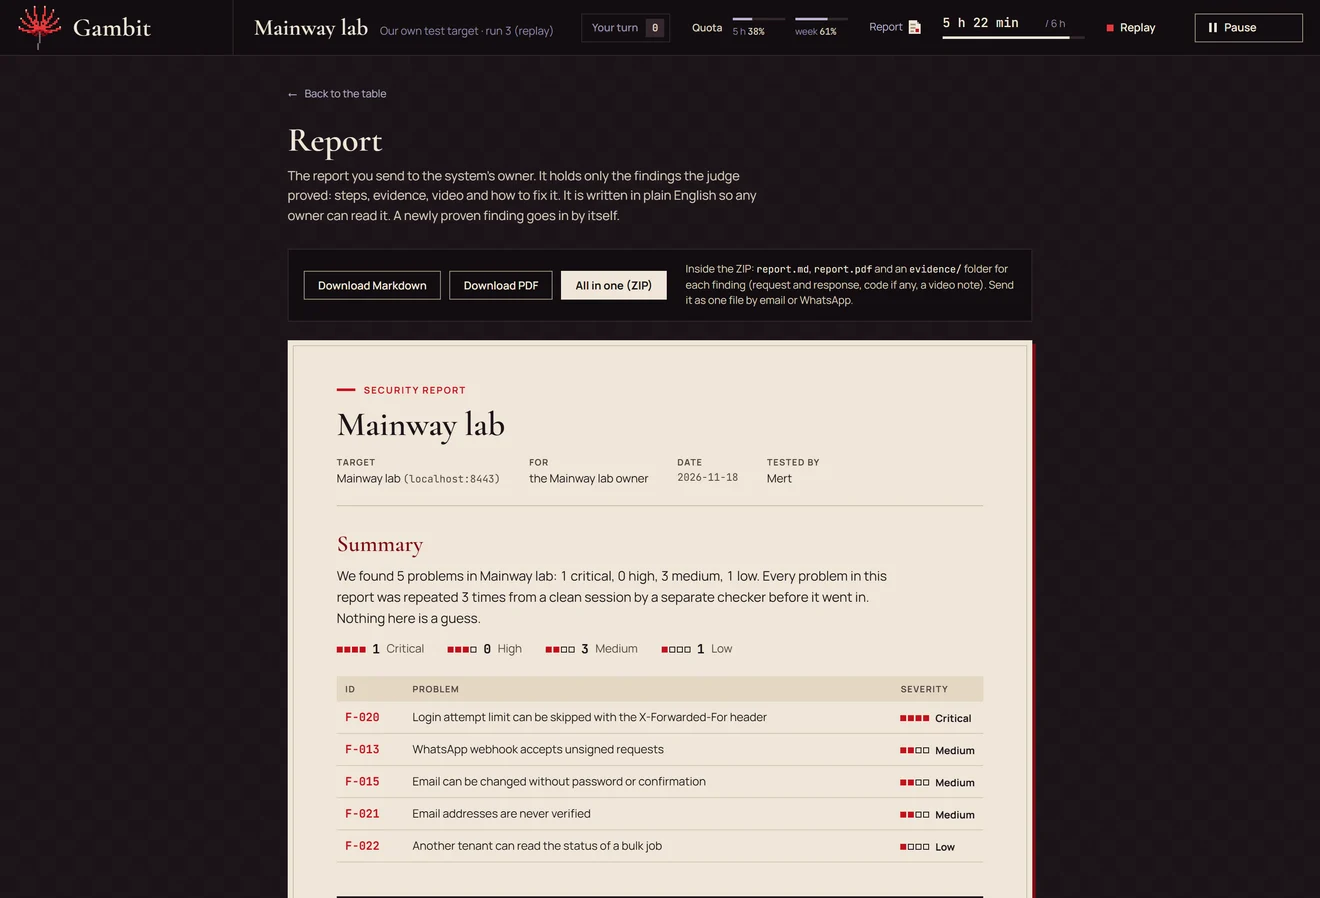 Gambit
Mainway lab Our own test target · run 3 (replay)
Your turn 0
Quota
5 h 38%
week 61%
Report
5 h 22 min / 6 h
Replay
Pause
← Back to the table
Report
The report you send to the system's owner. It holds only the findings the judge
proved: steps, evidence, video and how to fix it. It is written in plain English so any
owner can read it. A newly proven finding goes in by itself.
Download Markdown
Download PDF
All in one (ZIP)
Inside the ZIP: report.md, report.pdf and an evidence/ folder for
each finding (request and response, code if any, a video note). Send
it as one file by email or WhatsApp.
SECURITY REPORT
Mainway lab
TARGET FOR DATE TESTED BY
Mainway lab (localhost:8443) the Mainway lab owner 2026-11-18 Mert
Summary
We found 5 problems in Mainway lab: 1 critical, 0 high, 3 medium, 1 low. Every problem in this
report was repeated 3 times from a clean session by a separate checker before it went in.
Nothing here is a guess.
1 Critical 0 High 3 Medium 1 Low
ID PROBLEM SEVERITY
F-020 Login attempt limit can be skipped with the X-Forwarded-For header Critical
F-013 WhatsApp webhook accepts unsigned requests Medium
F-015 Email can be changed without password or confirmation Medium
F-021 Email addresses are never verified Medium
F-022 Another tenant can read the status of a bulk job Low